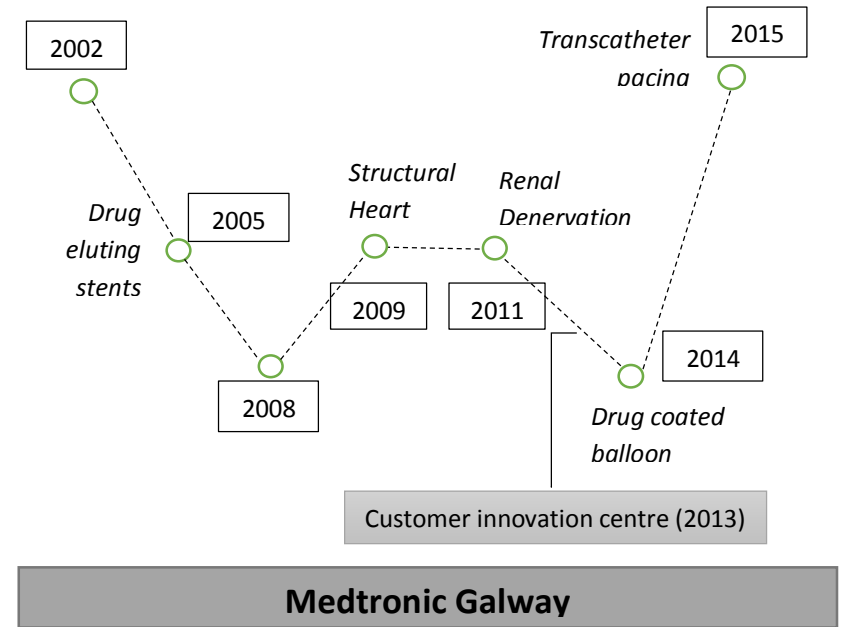 2002
Transcatheter
pacing
2015
Drug
eluting
stents
2005
Structural
Heart
Renal
Denervation
2009
2011
2008
2014
Drug coated
balloon
Customer innovation centre (2013)
Medtronic Galway